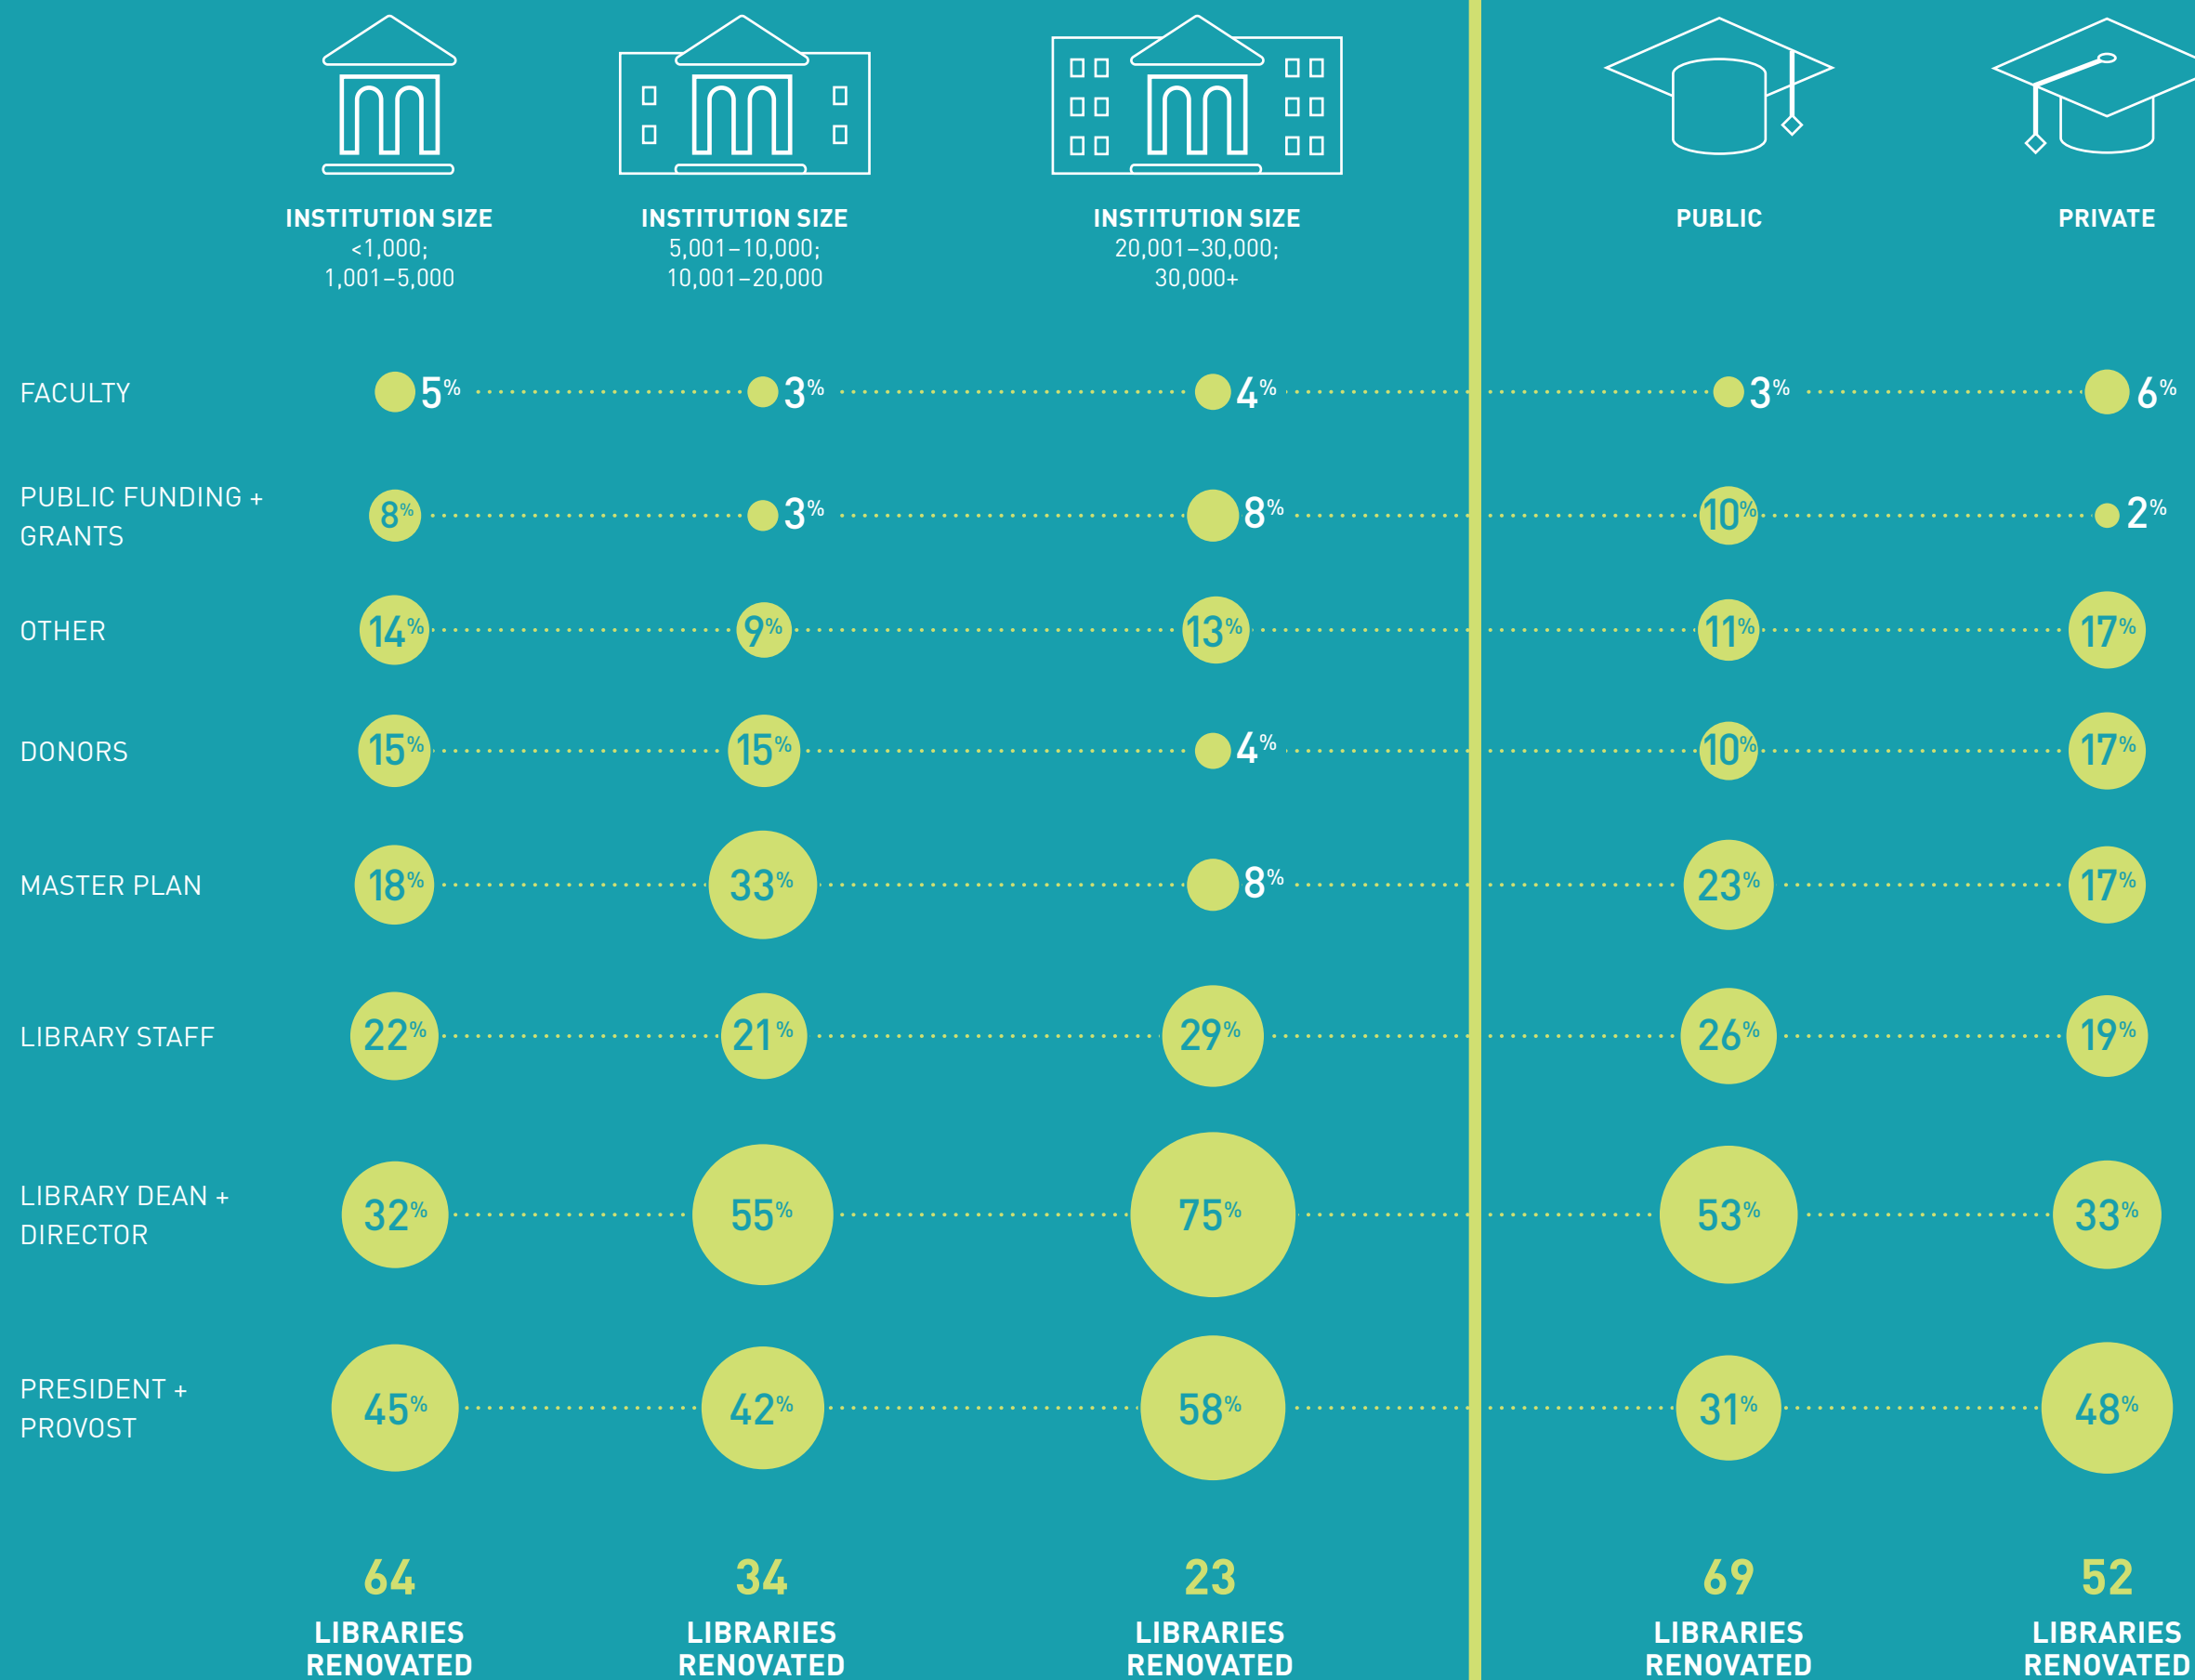 INSTITUTION SIZE
<1,000;
1,001–5,000
INSTITUTION SIZE
5,001–10,000;
10,001–20,000
INSTITUTION SIZE
20,001–30,000;
30,000+
PUBLIC
PRIVATE
FACULTY 5% 3% 4% 3% 6%
PUBLIC FUNDING +
GRANTS
8% 3% 8% 10% 2%
OTHER 14% 9% 13% 11% 17%
DONORS 15% 15% 4% 10% 17%
MASTER PLAN 18% 33% 8% 23% 17%
LIBRARY STAFF 22% 21% 29% 26% 19%
LIBRARY DEAN +
DIRECTOR
32% 55% 75% 53% 33%
PRESIDENT +
PROVOST
45% 42% 58% 31% 48%
64
LIBRARIES
RENOVATED
34
LIBRARIES
RENOVATED
23
LIBRARIES
RENOVATED
69
LIBRARIES
RENOVATED
52
LIBRARIES
RENOVATED